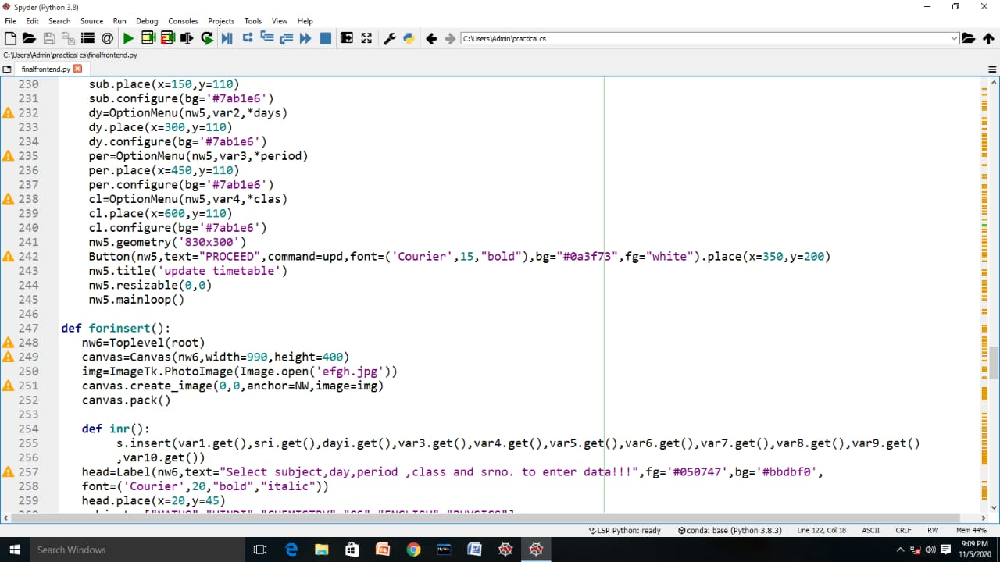 Spyder (Python 3.8)
File Edit Search Source Run Debug Consoles Projects Tools View Help
C:\Users\Admin\practical cs
C:\Users\Admin\practical cs\finalfrontend.py
finalfrontend.py
230 sub.place(x=150,y=110)
231 sub.configure(bg='#7ab1e6')
232 dy=OptionMenu(nw5,var2,*days)
233 dy.place(x=300,y=110)
234 dy.configure(bg='#7ab1e6')
235 per=OptionMenu(nw5,var3,*period)
236 per.place(x=450,y=110)
237 per.configure(bg='#7ab1e6')
238 cl=OptionMenu(nw5,var4,*clas)
239 cl.place(x=600,y=110)
240 cl.configure(bg='#7ab1e6')
241 nw5.geometry('830x300')
242 Button(nw5,text="PROCEED",command=upd,font=('Courier',15,"bold"),bg="#0a3f73",fg="white").place(x=350,y=200)
243 nw5.title('update timetable')
244 nw5.resizable(0,0)
245 nw5.mainloop()
246
247 def forinsert():
248 nw6=Toplevel(root)
249 canvas=Canvas(nw6,width=990,height=400)
250 img=ImageTk.PhotoImage(Image.open('efgh.jpg'))
251 canvas.create_image(0,0,anchor=NW,image=img)
252 canvas.pack()
253
254 def inr():
255 s.insert(var1.get(),sri.get(),dayi.get(),var3.get(),var4.get(),var5.get(),var6.get(),var7.get(),var8.get(),var9.get()
256 ,var10.get())
257 head=Label(nw6,text="Select subject,day,period ,class and srno. to enter data!!!",fg='#050747',bg='#bbdbf0',
258 font=('Courier',20,"bold","italic"))
259 head.place(x=20,y=45)
LSP Python: ready conda: base (Python 3.8.3) Line 122, Col 18 ASCII CRLF RW Mem 44%
Search Windows
9:09 PM
11/5/2020